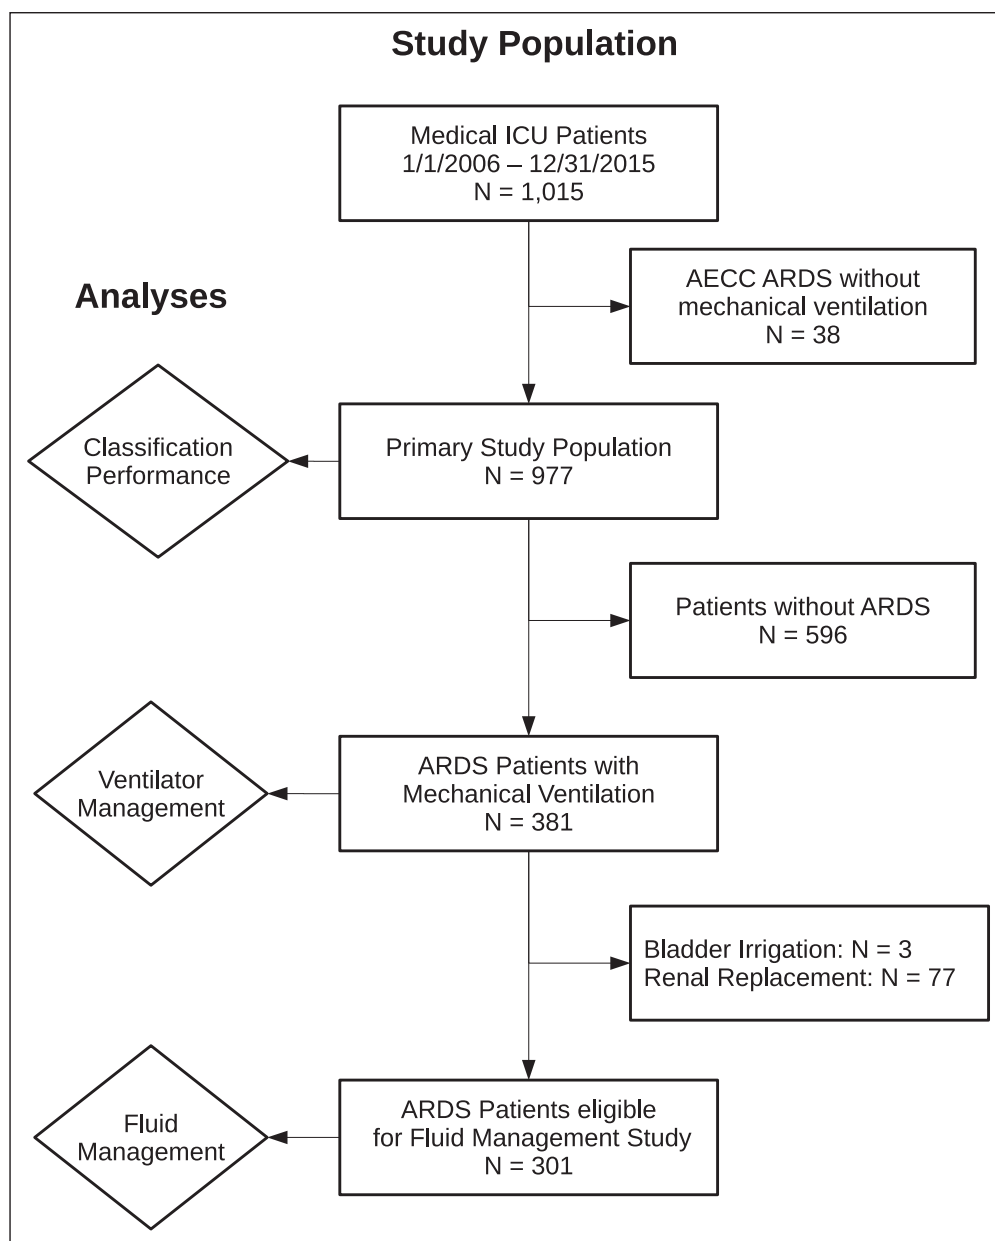 Study Population
Medical ICU Patients
1/1/2006 – 12/31/2015
N = 1,015
AECC ARDS without
mechanical ventilation
N = 38
Analyses
Classification
Performance
Primary Study Population
N = 977
Patients without ARDS
N = 596
Ventilator
Management
ARDS Patients with
Mechanical Ventilation
N = 381
Bladder Irrigation: N = 3
Renal Replacement: N = 77
Fluid
Management
ARDS Patients eligible
for Fluid Management Study
N = 301